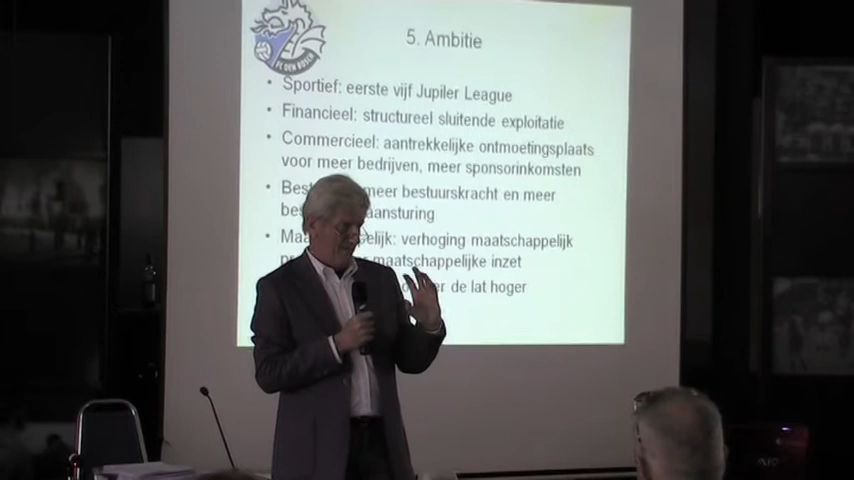 FC DEN BOSCH
5. Ambitie
• Sportief: eerste vijf Jupiler League
• Financieel: structureel sluitende exploitatie
• Commercieel: aantrekkelijke ontmoetingsplaats
voor meer bedrijven, meer sponsorinkomsten
• meer bestuurskracht en meer
aansturing
• verhoging maatschappelijk
maatschappelijke inzet
de lat hoger